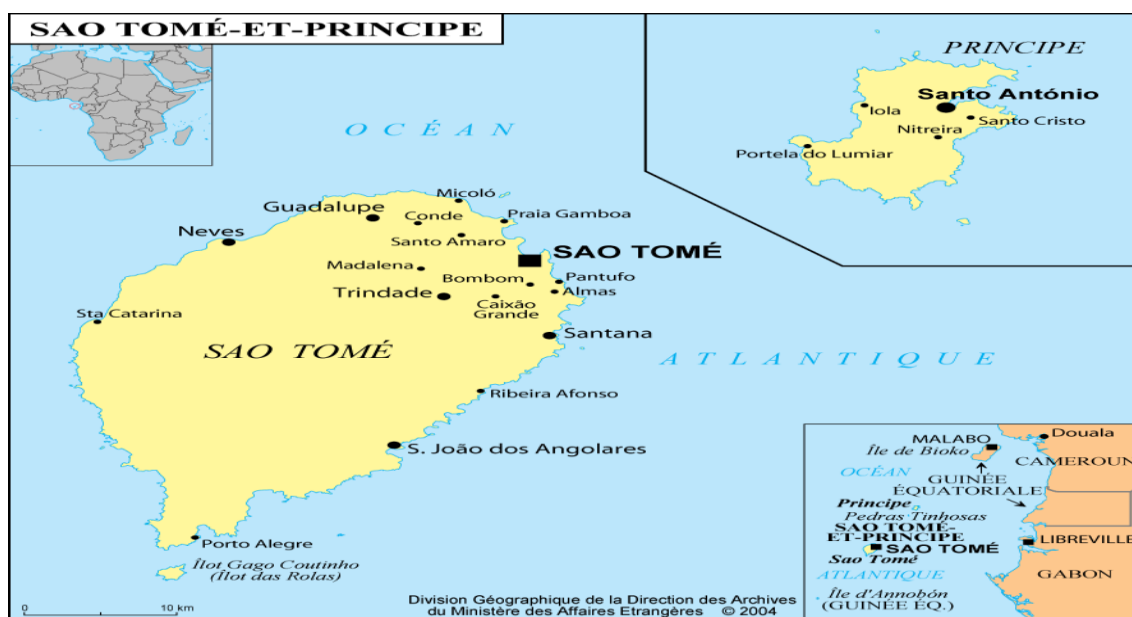 SAO TOMÉ-ET-PRINCIPE
PRINCIPE
Santo António
Iola
Santo Cristo
Nitreira
Portela do Lumiar
OCÉAN
Micoló
Guadalupe
Conde
Praia Gamboa
Neves
Santo Amaro
SAO TOMÉ
Madalena
Bombom
Pantufo
Trindade
Almas
Caixão
Grande
Sta Catarina
Santana
SAO TOMÉ
ATLANTIQUE
Ribeira Afonso
S. João dos Angolares
Porto Alegre
Îlot Gago Coutinho
(Îlot das Rolas)
0 10 km
MALABO
Douala
Île de Bioko
CAMEROUN
OCÉAN
GUINÉE
ÉQUATORIALE
Principe
Pedras Tinhosas
SAO TOMÉ-
ET-PRINCIPE
LIBREVILLE
SAO TOMÉ
Sao Tomé
GABON
ATLANTIQUE
Île d'Annobón
(GUINÉE ÉQ.)
Division Géographique de la Direction des Archives
du Ministère des Affaires Etrangères © 2004